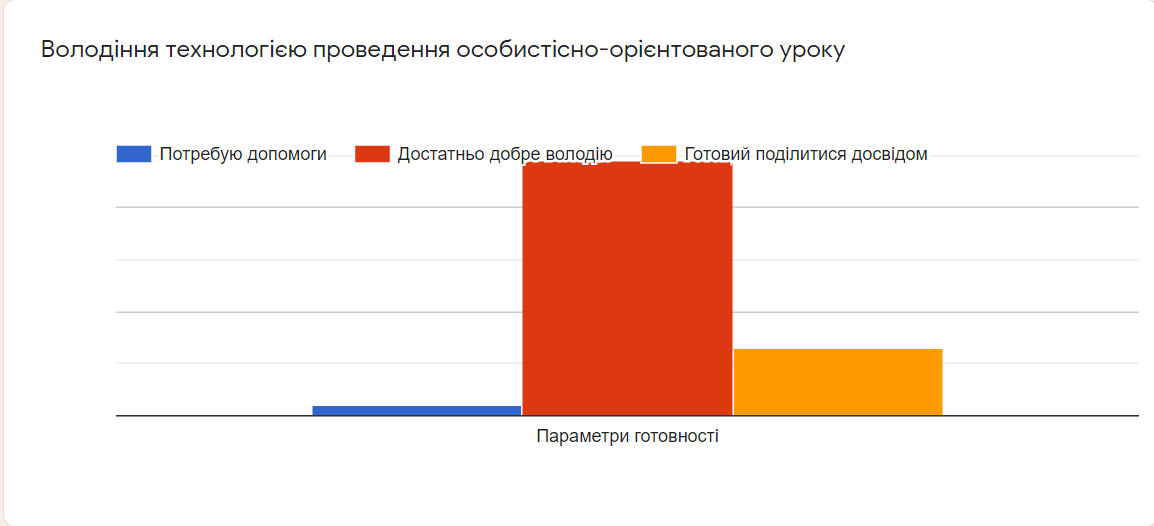 Володіння технологією проведення особистісно-орієнтованого уроку
Потребую допомоги Достатньо добре володію Готовий поділитися досвідом
Параметри готовності